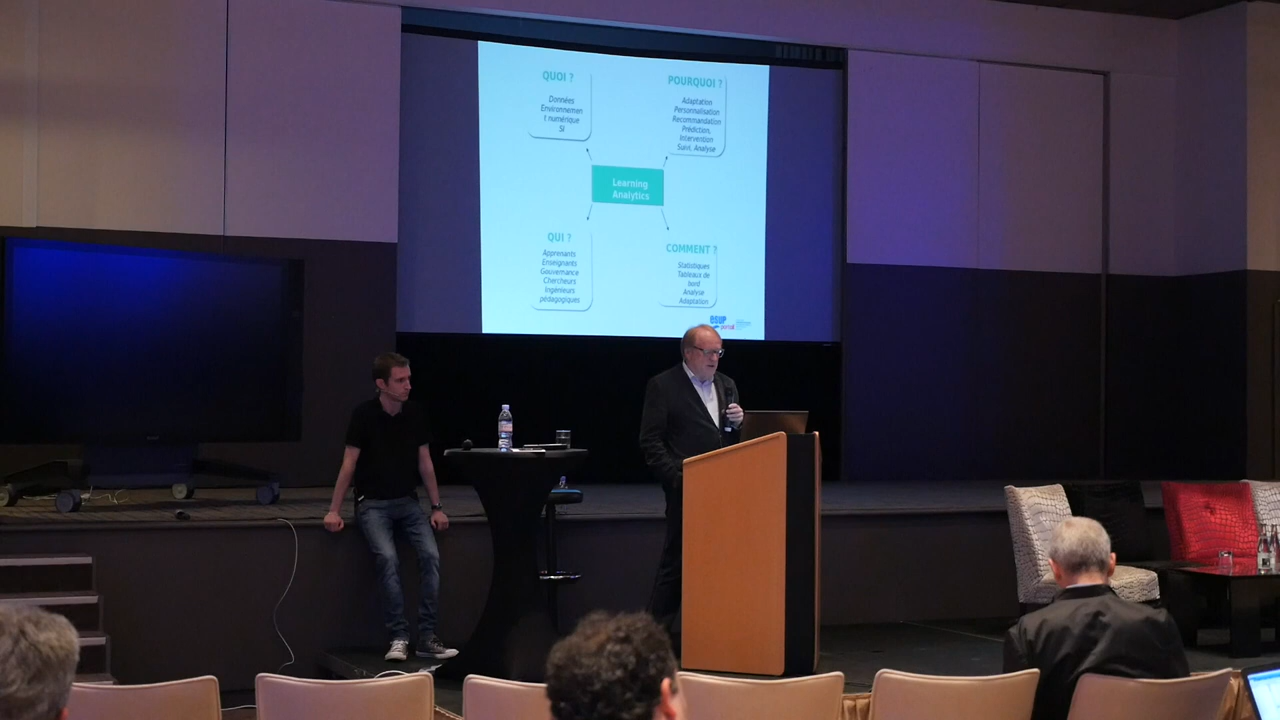 QUOI ?
Données
Environnemen
t numérique
SI
POURQUOI ?
Adaptation
Personnalisation
Recommandation
Prédiction,
Intervention
Suivi, Analyse
Learning
Analytics
QUI ?
Apprenants
Enseignants
Gouvernance
Chercheurs
Ingénieurs
pédagogiques
COMMENT ?
Statistiques
Tableaux de
bord
Analyse
Adaptation
esup
portail